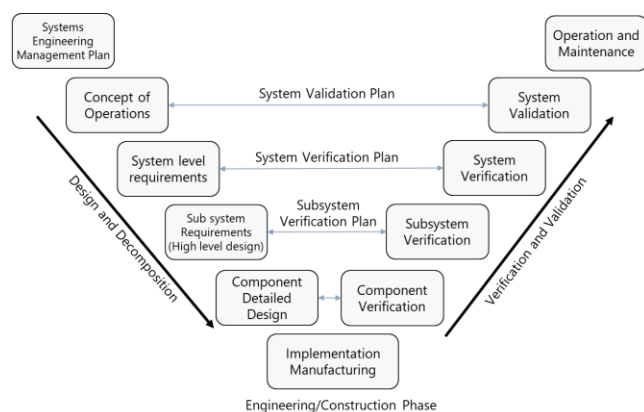 Systems
Engineering
Management Plan
Operation and
Maintenance
Concept of
Operations
System Validation Plan
System
Validation
System level
requirements
System Verification Plan
System
Verification
Sub system
Requirements
(High level design)
Subsystem
Verification Plan
Subsystem
Verification
Component
Detailed
Design
Component
Verification
Implementation
Manufacturing
Design and Decomposition
Verification and Validation
Engineering/Construction Phase